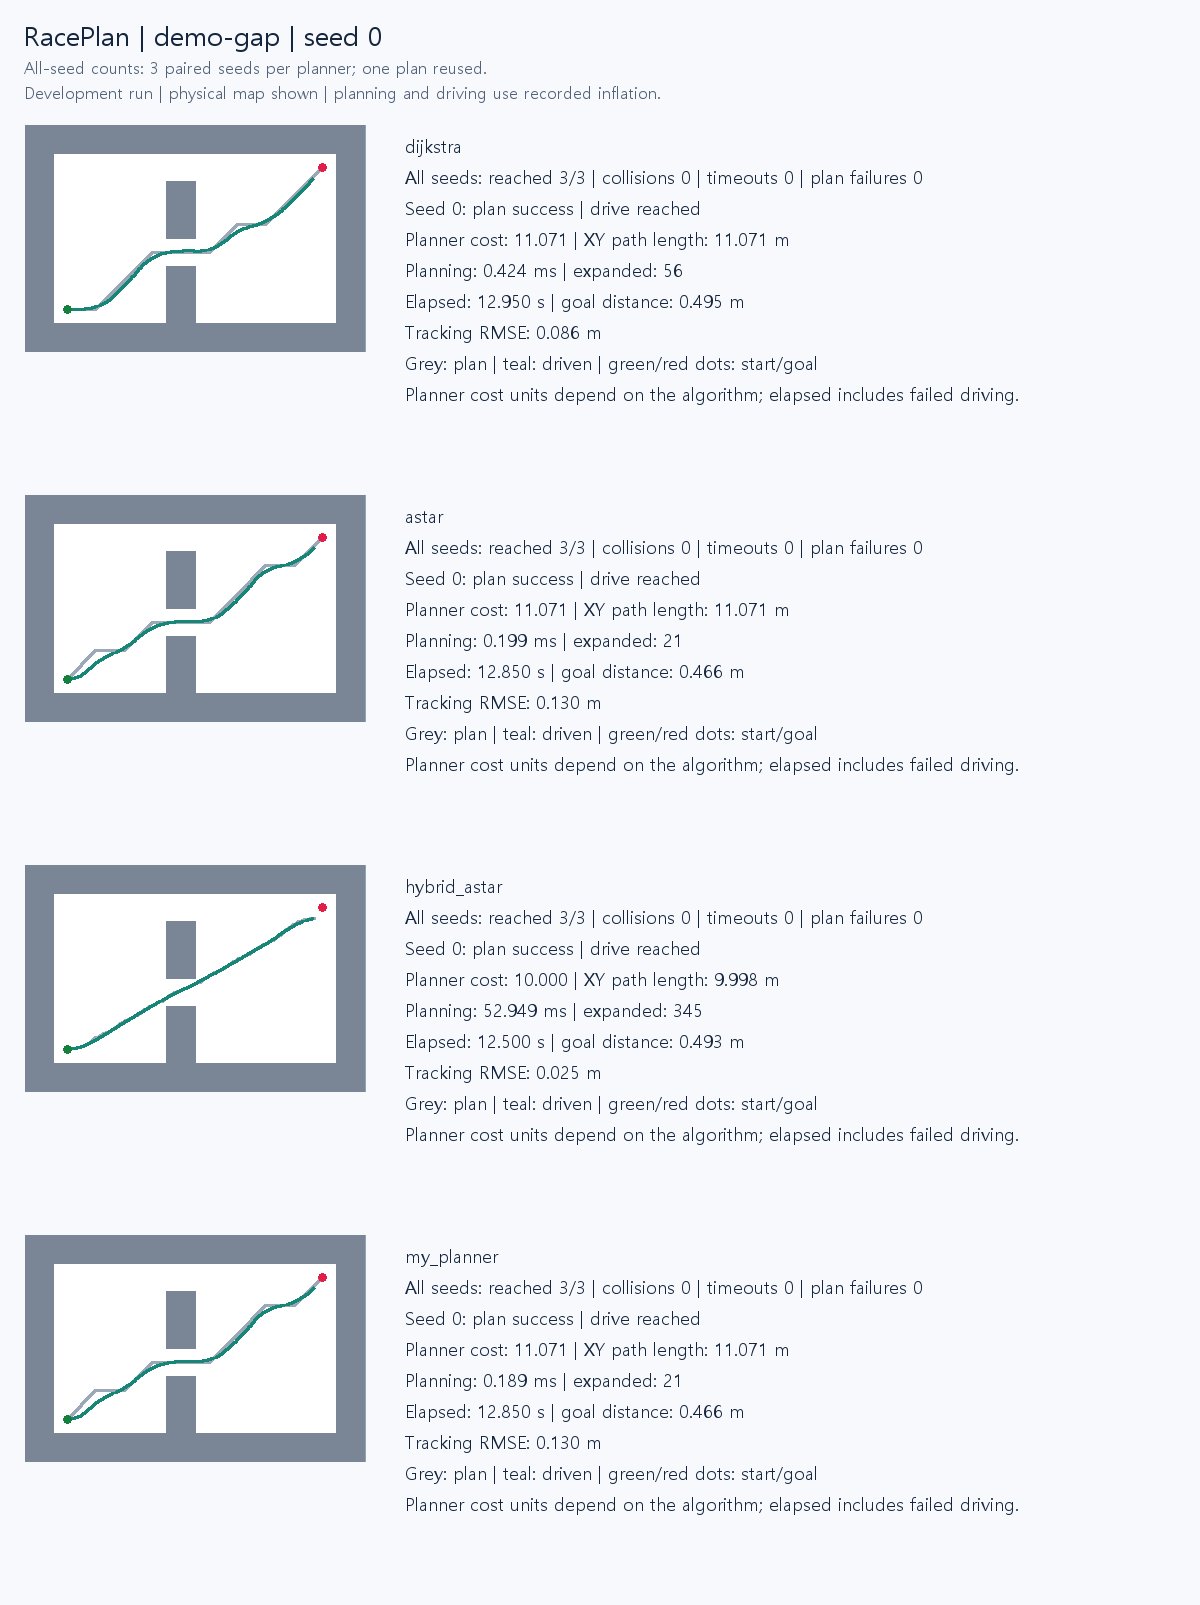 RacePlan | demo-gap | seed 0
All-seed counts: 3 paired seeds per planner; one plan reused.
Development run | physical map shown | planning and driving use recorded inflation.
dijkstra
All seeds: reached 3/3 | collisions 0 | timeouts 0 | plan failures 0
Seed 0: plan success | drive reached
Planner cost: 11.071 | XY path length: 11.071 m
Planning: 0.424 ms | expanded: 56
Elapsed: 12.950 s | goal distance: 0.495 m
Tracking RMSE: 0.086 m
Grey: plan | teal: driven | green/red dots: start/goal
Planner cost units depend on the algorithm; elapsed includes failed driving.
astar
All seeds: reached 3/3 | collisions 0 | timeouts 0 | plan failures 0
Seed 0: plan success | drive reached
Planner cost: 11.071 | XY path length: 11.071 m
Planning: 0.199 ms | expanded: 21
Elapsed: 12.850 s | goal distance: 0.466 m
Tracking RMSE: 0.130 m
Grey: plan | teal: driven | green/red dots: start/goal
Planner cost units depend on the algorithm; elapsed includes failed driving.
hybrid_astar
All seeds: reached 3/3 | collisions 0 | timeouts 0 | plan failures 0
Seed 0: plan success | drive reached
Planner cost: 10.000 | XY path length: 9.998 m
Planning: 52.949 ms | expanded: 345
Elapsed: 12.500 s | goal distance: 0.493 m
Tracking RMSE: 0.025 m
Grey: plan | teal: driven | green/red dots: start/goal
Planner cost units depend on the algorithm; elapsed includes failed driving.
my_planner
All seeds: reached 3/3 | collisions 0 | timeouts 0 | plan failures 0
Seed 0: plan success | drive reached
Planner cost: 11.071 | XY path length: 11.071 m
Planning: 0.189 ms | expanded: 21
Elapsed: 12.850 s | goal distance: 0.466 m
Tracking RMSE: 0.130 m
Grey: plan | teal: driven | green/red dots: start/goal
Planner cost units depend on the algorithm; elapsed includes failed driving.